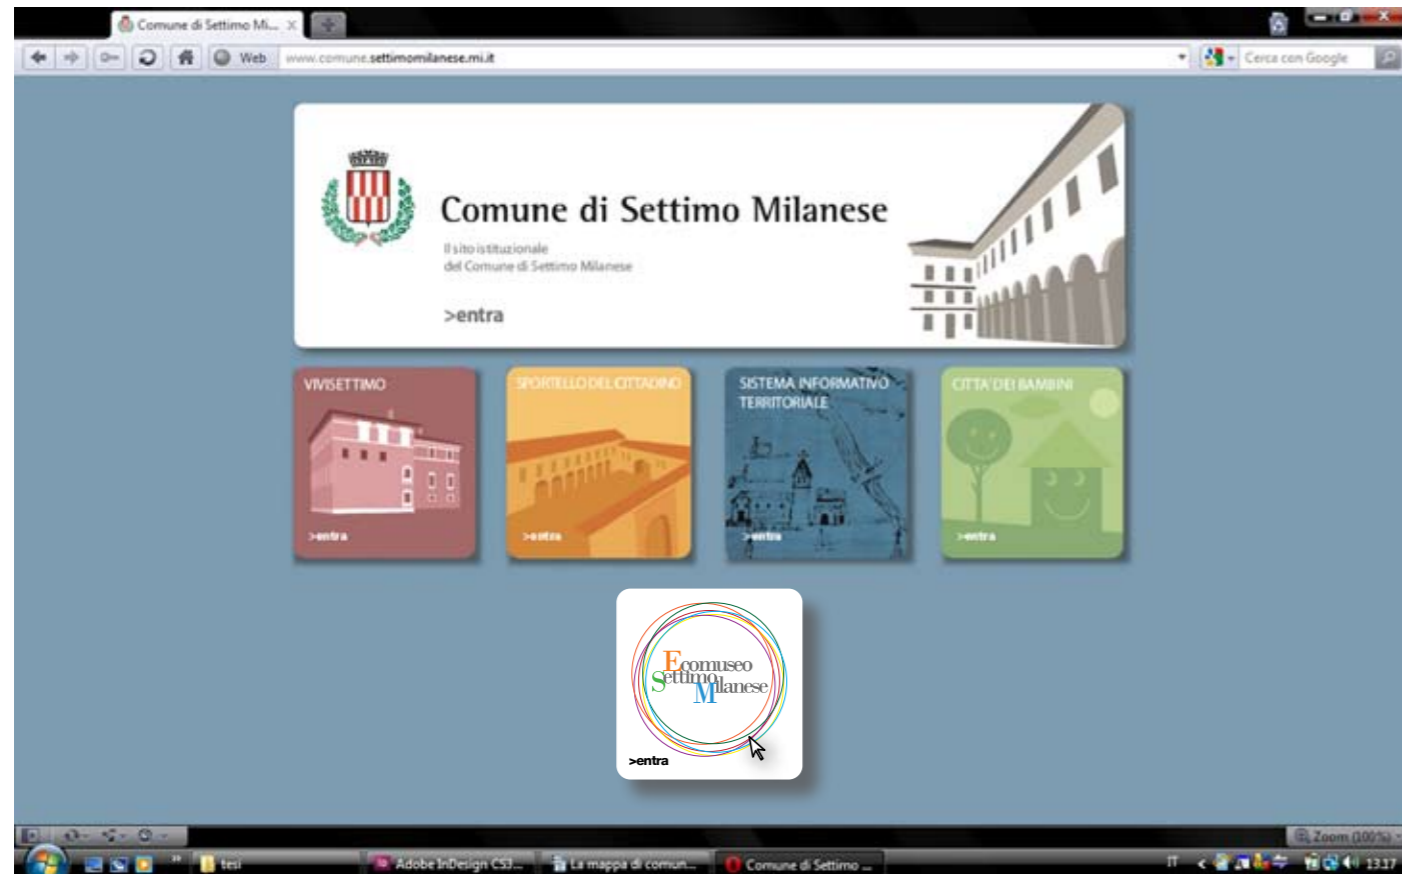 Comune di Settimo Mi...
Web
www.comune.settimomilanese.mi.it
Cerca con Google
Comune di Settimo Milanese
Il sito istituzionale
del Comune di Settimo Milanese
>entra
VIVISETTIMO
SPORTELLO DEL CITTADINO
SISTEMA INFORMATIVO
TERRITORIALE
CITTA' DEI BAMBINI
>entra
>entra
>entra
>entra
Ecomuseo
Settimo
Milanese
>entra
Zoom (100%)
tesi
Adobe InDesign CS3...
La mappa di comun...
Comune di Settimo ...
IT
13.17